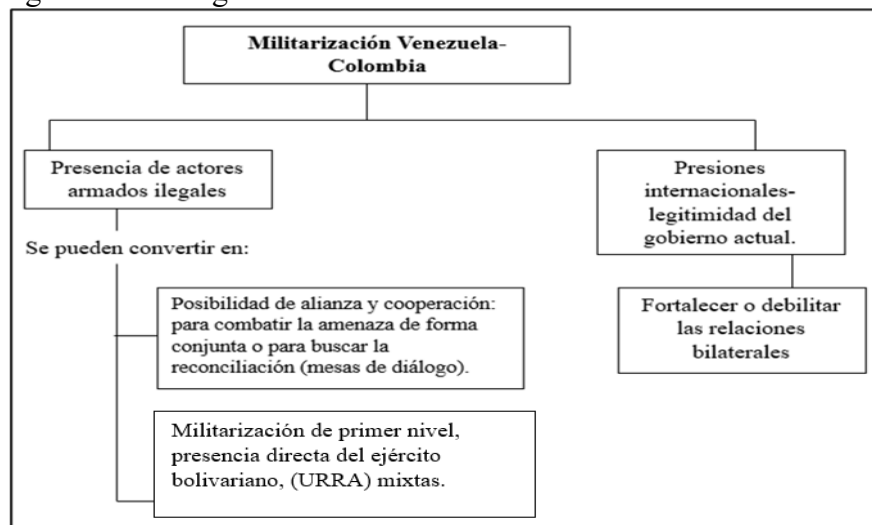 Militarización Venezuela-
Colombia
Presencia de actores
armados ilegales
Se pueden convertir en:
Posibilidad de alianza y cooperación:
para combatir la amenaza de forma
conjunta o para buscar la
reconciliación (mesas de diálogo).
Militarización de primer nivel,
presencia directa del ejército
bolivariano, (URRA) mixtas.
Presiones
internacionales-
legitimidad del
gobierno actual.
Fortalecer o debilitar
las relaciones
bilaterales